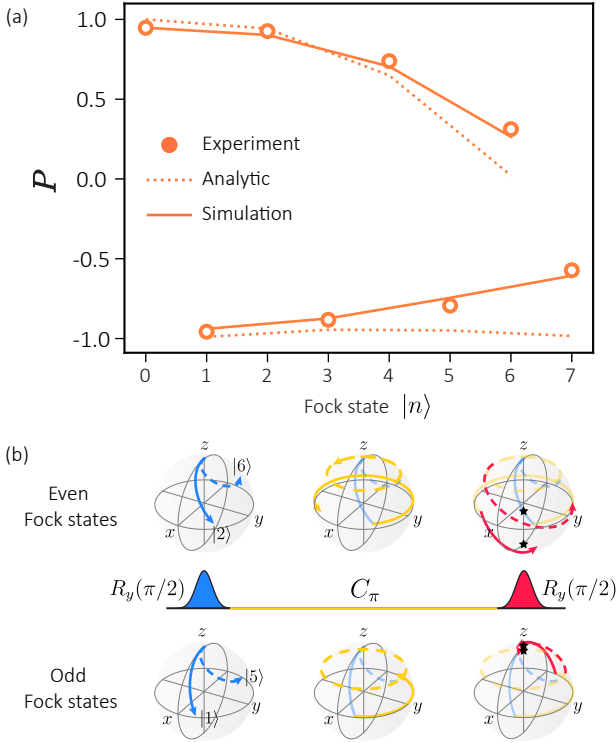 (a)
1.0
0.5
0.0
-0.5
-1.0
P
Experiment
Analytic
Simulation
0 1 2 3 4 5 6 7
Fock state |n⟩
(b)
Even
Fock states
z
|6⟩
|2⟩
x
y
z
x
y
z
x
y
R_y(π/2)
C_π
R_y(π/2)
Odd
Fock states
z
|5⟩
|1⟩
x
y
z
x
y
z
x
y